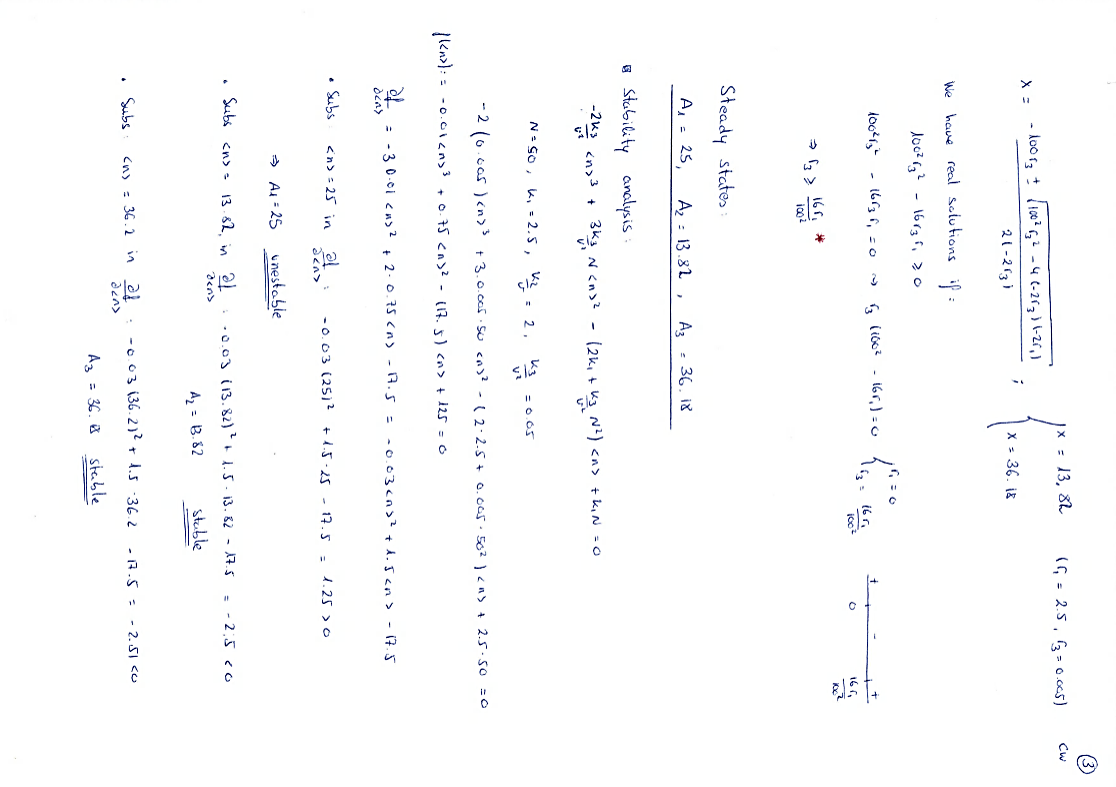 ③
CW
x = -100r₃ ± √(100²r₃² - 4(-2r₃)(-2r₁)) / 2(-2r₃) ; { x = 13,82 x = 36.18 (r₁ = 2.5, r₃ = 0.005)
We have real solutions if:
100²r₃² - 16r₃r₁ ≥ 0
100²r₃² - 16r₃r₁ = 0 ⇒ r₃(100² - 16r₁) = 0 { r₁ = 0 r₃ = 16r₁/100² + - + 0 16r₁/100²
⇒ r₃ ≥ 16r₁/100² *
Steady states:
A₁ = 25, A₂ = 13.82, A₃ = 36.18
Stability analysis:
-2k₃/v² <n>³ + 3k₃/v² N<n>² - (2k₁ + k₃/v² N²)<n> + k₁N = 0
N = 50, k₁ = 2.5, k₂/v = 2, k₃/v² = 0.05
-2(0.005)<n>³ + 3·0.005·50 <n>² - (2·2.5 + 0.005·50²)<n> + 2.5·50 = 0
f(<n>) := -0.01<n>³ + 0.75<n>² - (17.5)<n> + 125 = 0
∂f/∂<n> = -3 0.01<n>² + 2·0.75<n> - 17.5 = -0.03<n>² + 1.5<n> - 17.5
• Subs <n> = 25 in ∂f/∂<n> : -0.03(25)² + 1.5·25 - 17.5 = 1.25 > 0
⇒ A₁ = 25 unestable
• Subs <n> = 13.82, in ∂f/∂<n> : -0.03(13.82)² + 1.5·13.82 - 17.5 = -2.5 < 0
A₂ = 13.82 stable
• Subs. <n> = 36.2 in ∂f/∂<n> : -0.03(36.2)² + 1.5·36.2 - 17.5 = -2.51 < 0
A₃ = 36.18 stable